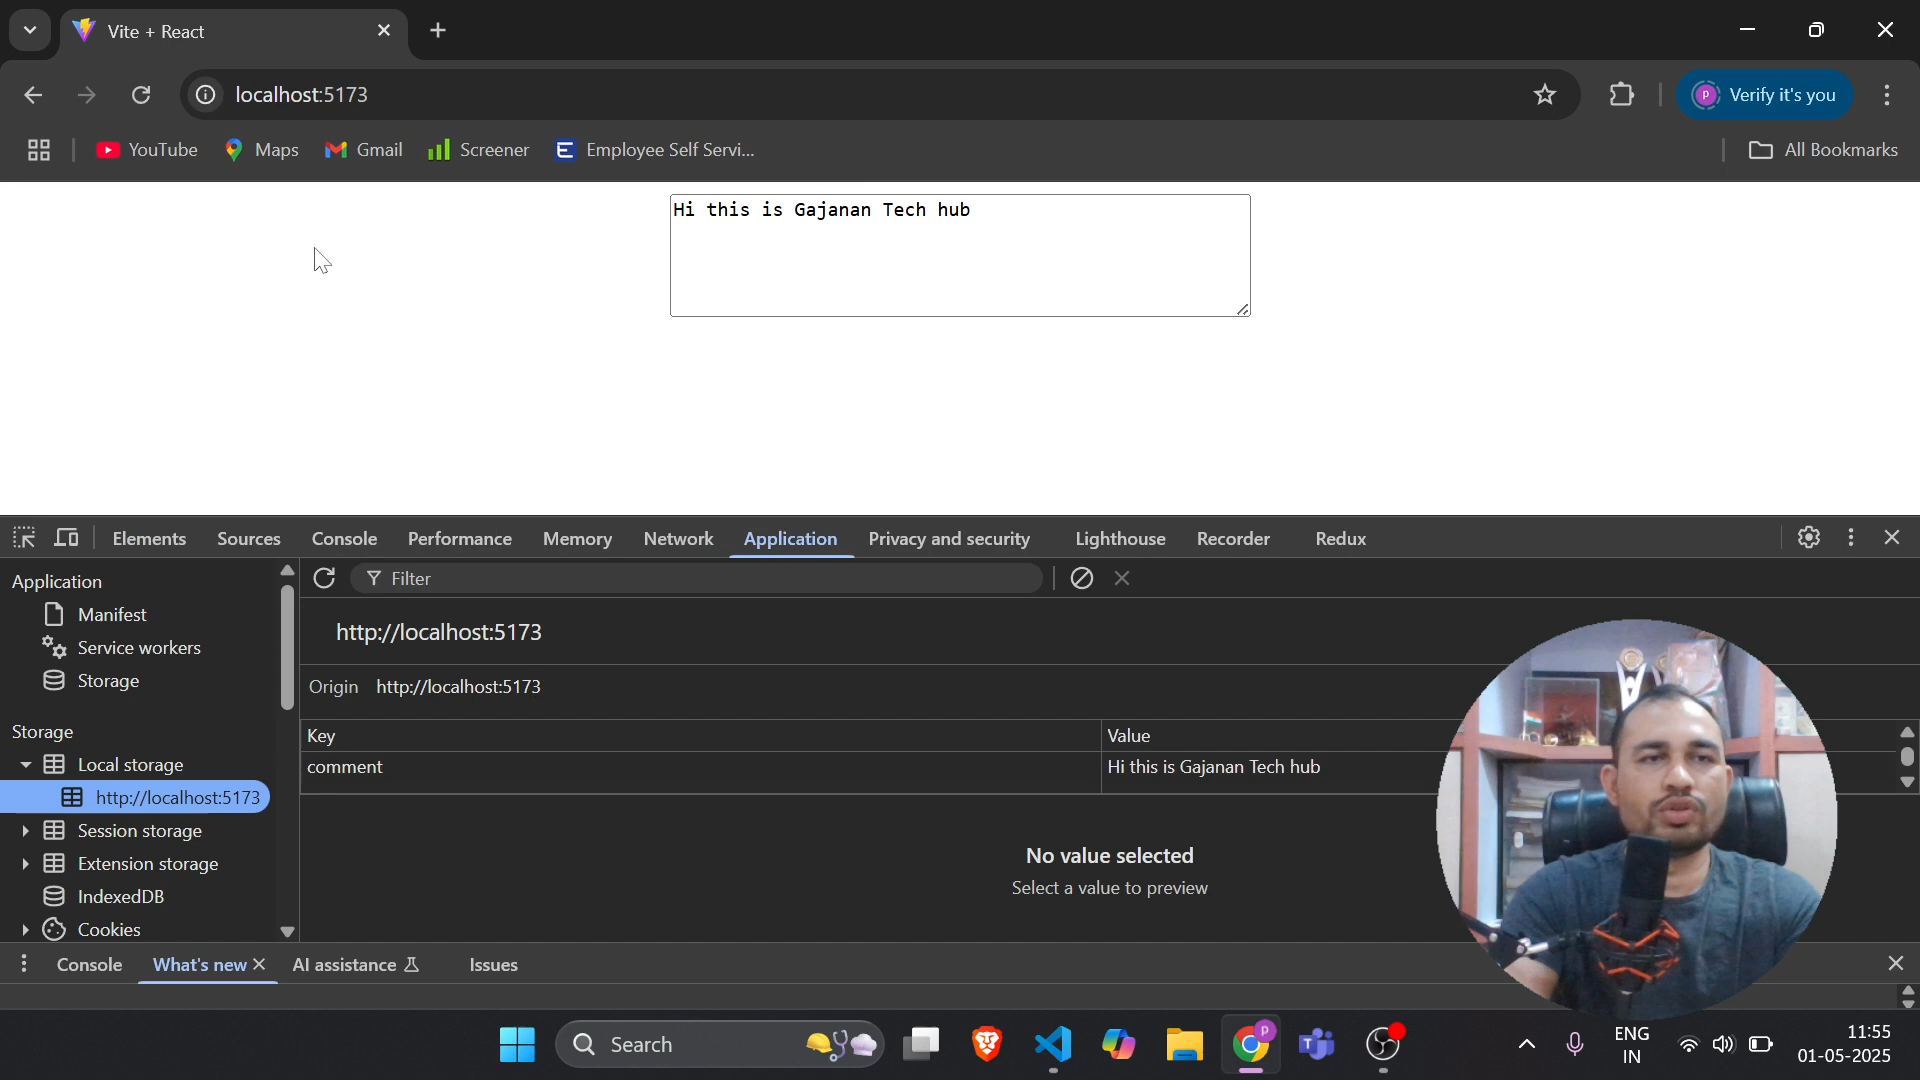 Vite + React
localhost:5173
Verify it's you
YouTube
Maps
Gmail
Screener
Employee Self Servi...
All Bookmarks
Hi this is Gajanan Tech hub
Elements
Sources
Console
Performance
Memory
Network
Application
Privacy and security
Lighthouse
Recorder
Redux
Application
Manifest
Service workers
Storage
Storage
Local storage
http://localhost:5173
Session storage
Extension storage
IndexedDB
Cookies
Filter
http://localhost:5173
Origin http://localhost:5173
Key
Value
comment
Hi this is Gajanan Tech hub
No value selected
Select a value to preview
Console
What's new
AI assistance
Issues
Search
ENG
IN
11:55
01-05-2025